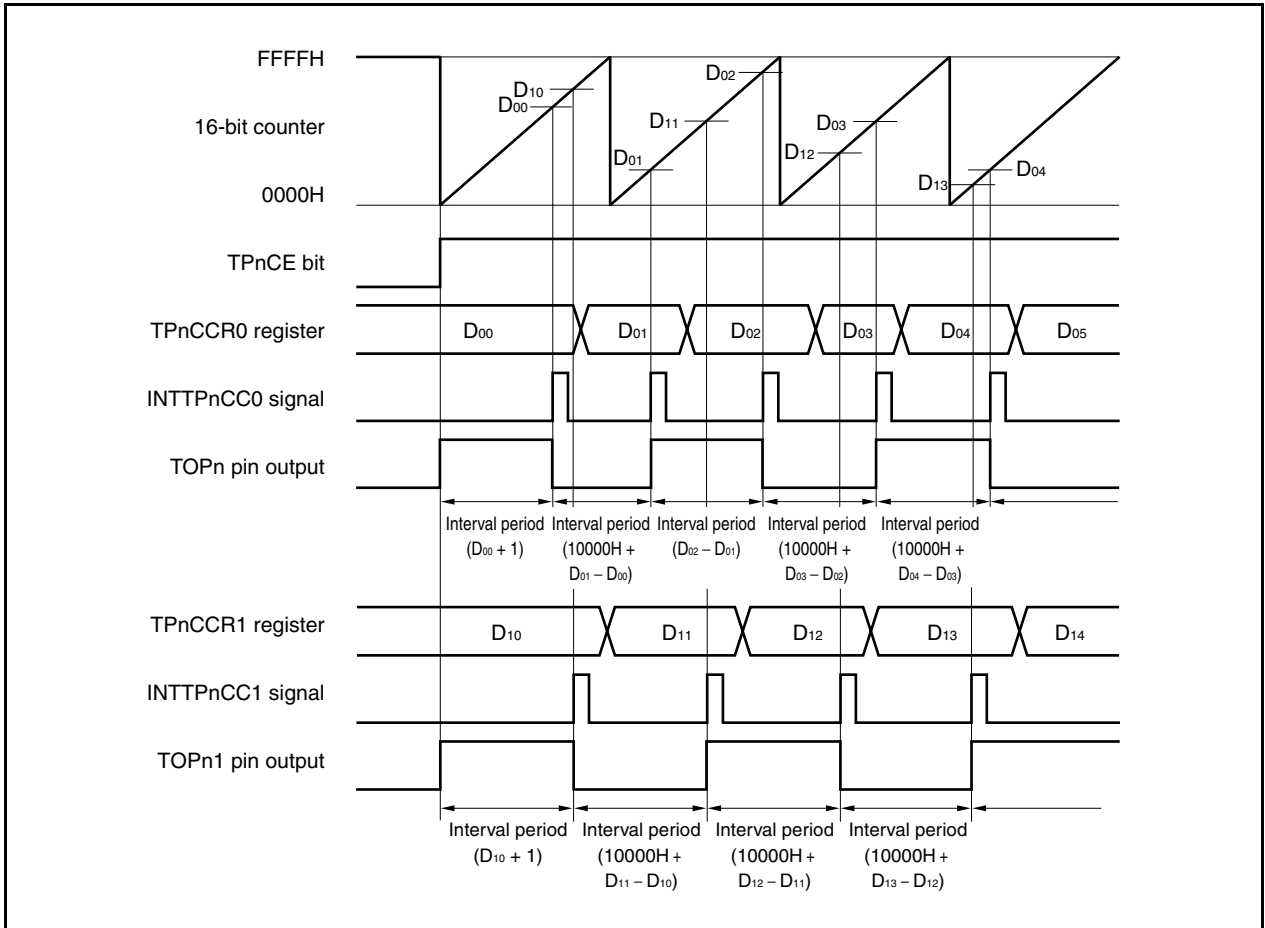 FFFFH
D10
D00
D02
16-bit counter
D11
D03
D12
D01
D13
D04
0000H
TPnCE bit
TPnCCR0 register
D00
D01
D02
D03
D04
D05
INTTPnCC0 signal
TOPn pin output
Interval period
(D00 + 1)
Interval period
(10000H +
D01 – D00)
Interval period
(D02 – D01)
Interval period
(10000H +
D03 – D02)
Interval period
(10000H +
D04 – D03)
TPnCCR1 register
D10
D11
D12
D13
D14
INTTPnCC1 signal
TOPn1 pin output
Interval period
(D10 + 1)
Interval period
(10000H +
D11 – D10)
Interval period
(10000H +
D12 – D11)
Interval period
(10000H +
D13 – D12)